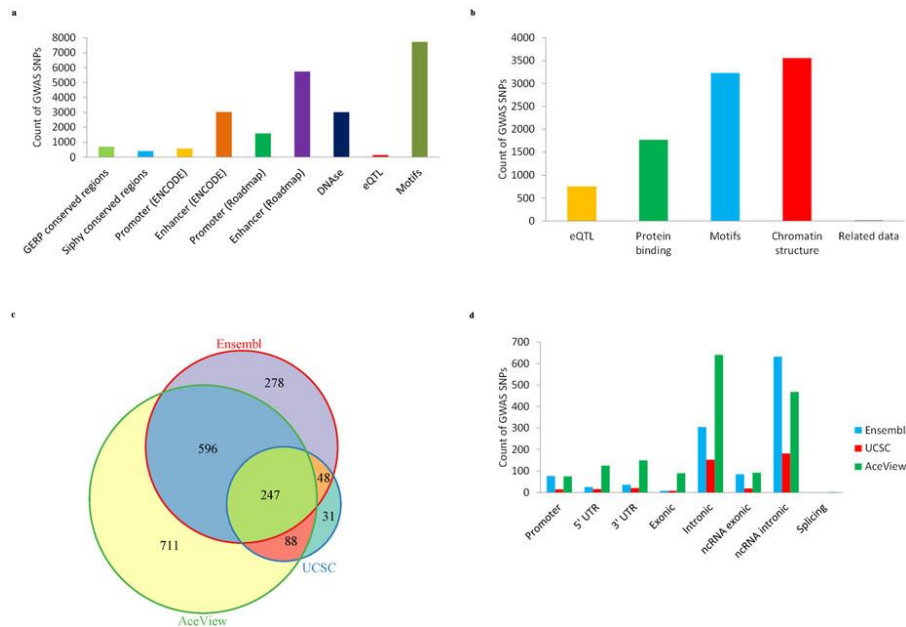 a
Count of GWAS SNPs
8000
7000
6000
5000
4000
3000
2000
1000
0
GERP conserved regions
Siphy conserved regions
Promoter (ENCODE)
Enhancer (ENCODE)
Promoter (Roadmap)
Enhancer (Roadmap)
DNAse
eQTL
Motifs
b
Count of GWAS SNPs
4000
3500
3000
2500
2000
1500
1000
500
0
eQTL
Protein
binding
Motifs
Chromatin
structure
Related data
c
Ensembl
278
596
48
247
31
711
88
UCSC
AceView
d
Count of GWAS SNPs
700
600
500
400
300
200
100
0
Promoter
5' UTR
3' UTR
Exonic
Intronic
ncRNA exonic
ncRNA intronic
Splicing
Ensembl
UCSC
AceView